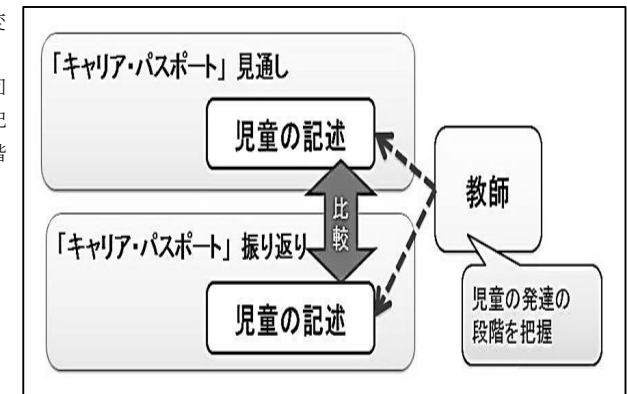 変
「キャリア・パスポート」見通し
児童の記述
比較
教師
「キャリア・パスポート」振り返り
児童の記述
児童の発達の
段階を把握